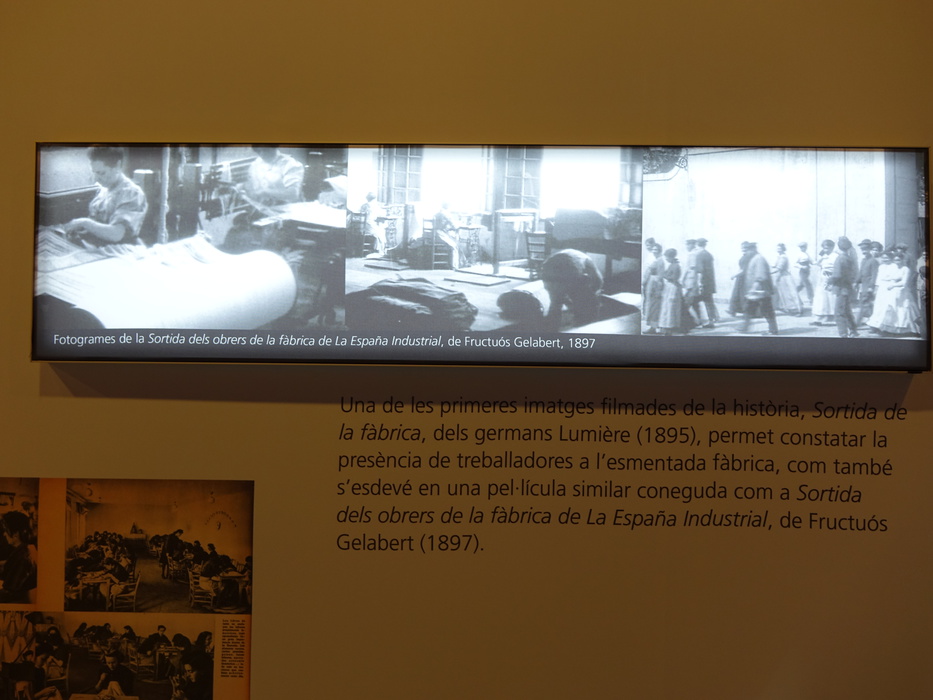 Fotogrames de la Sortida dels obrers de la fàbrica de La España Industrial, de Fructuós Gelabert, 1897
Una de les primeres imatges filmades de la història, Sortida de
la fàbrica, dels germans Lumière (1895), permet constatar la
presència de treballadores a l’esmentada fàbrica, com també
s’esdevé en una pel·lícula similar coneguda com a Sortida
dels obrers de la fàbrica de La España Industrial, de Fructuós
Gelabert (1897).